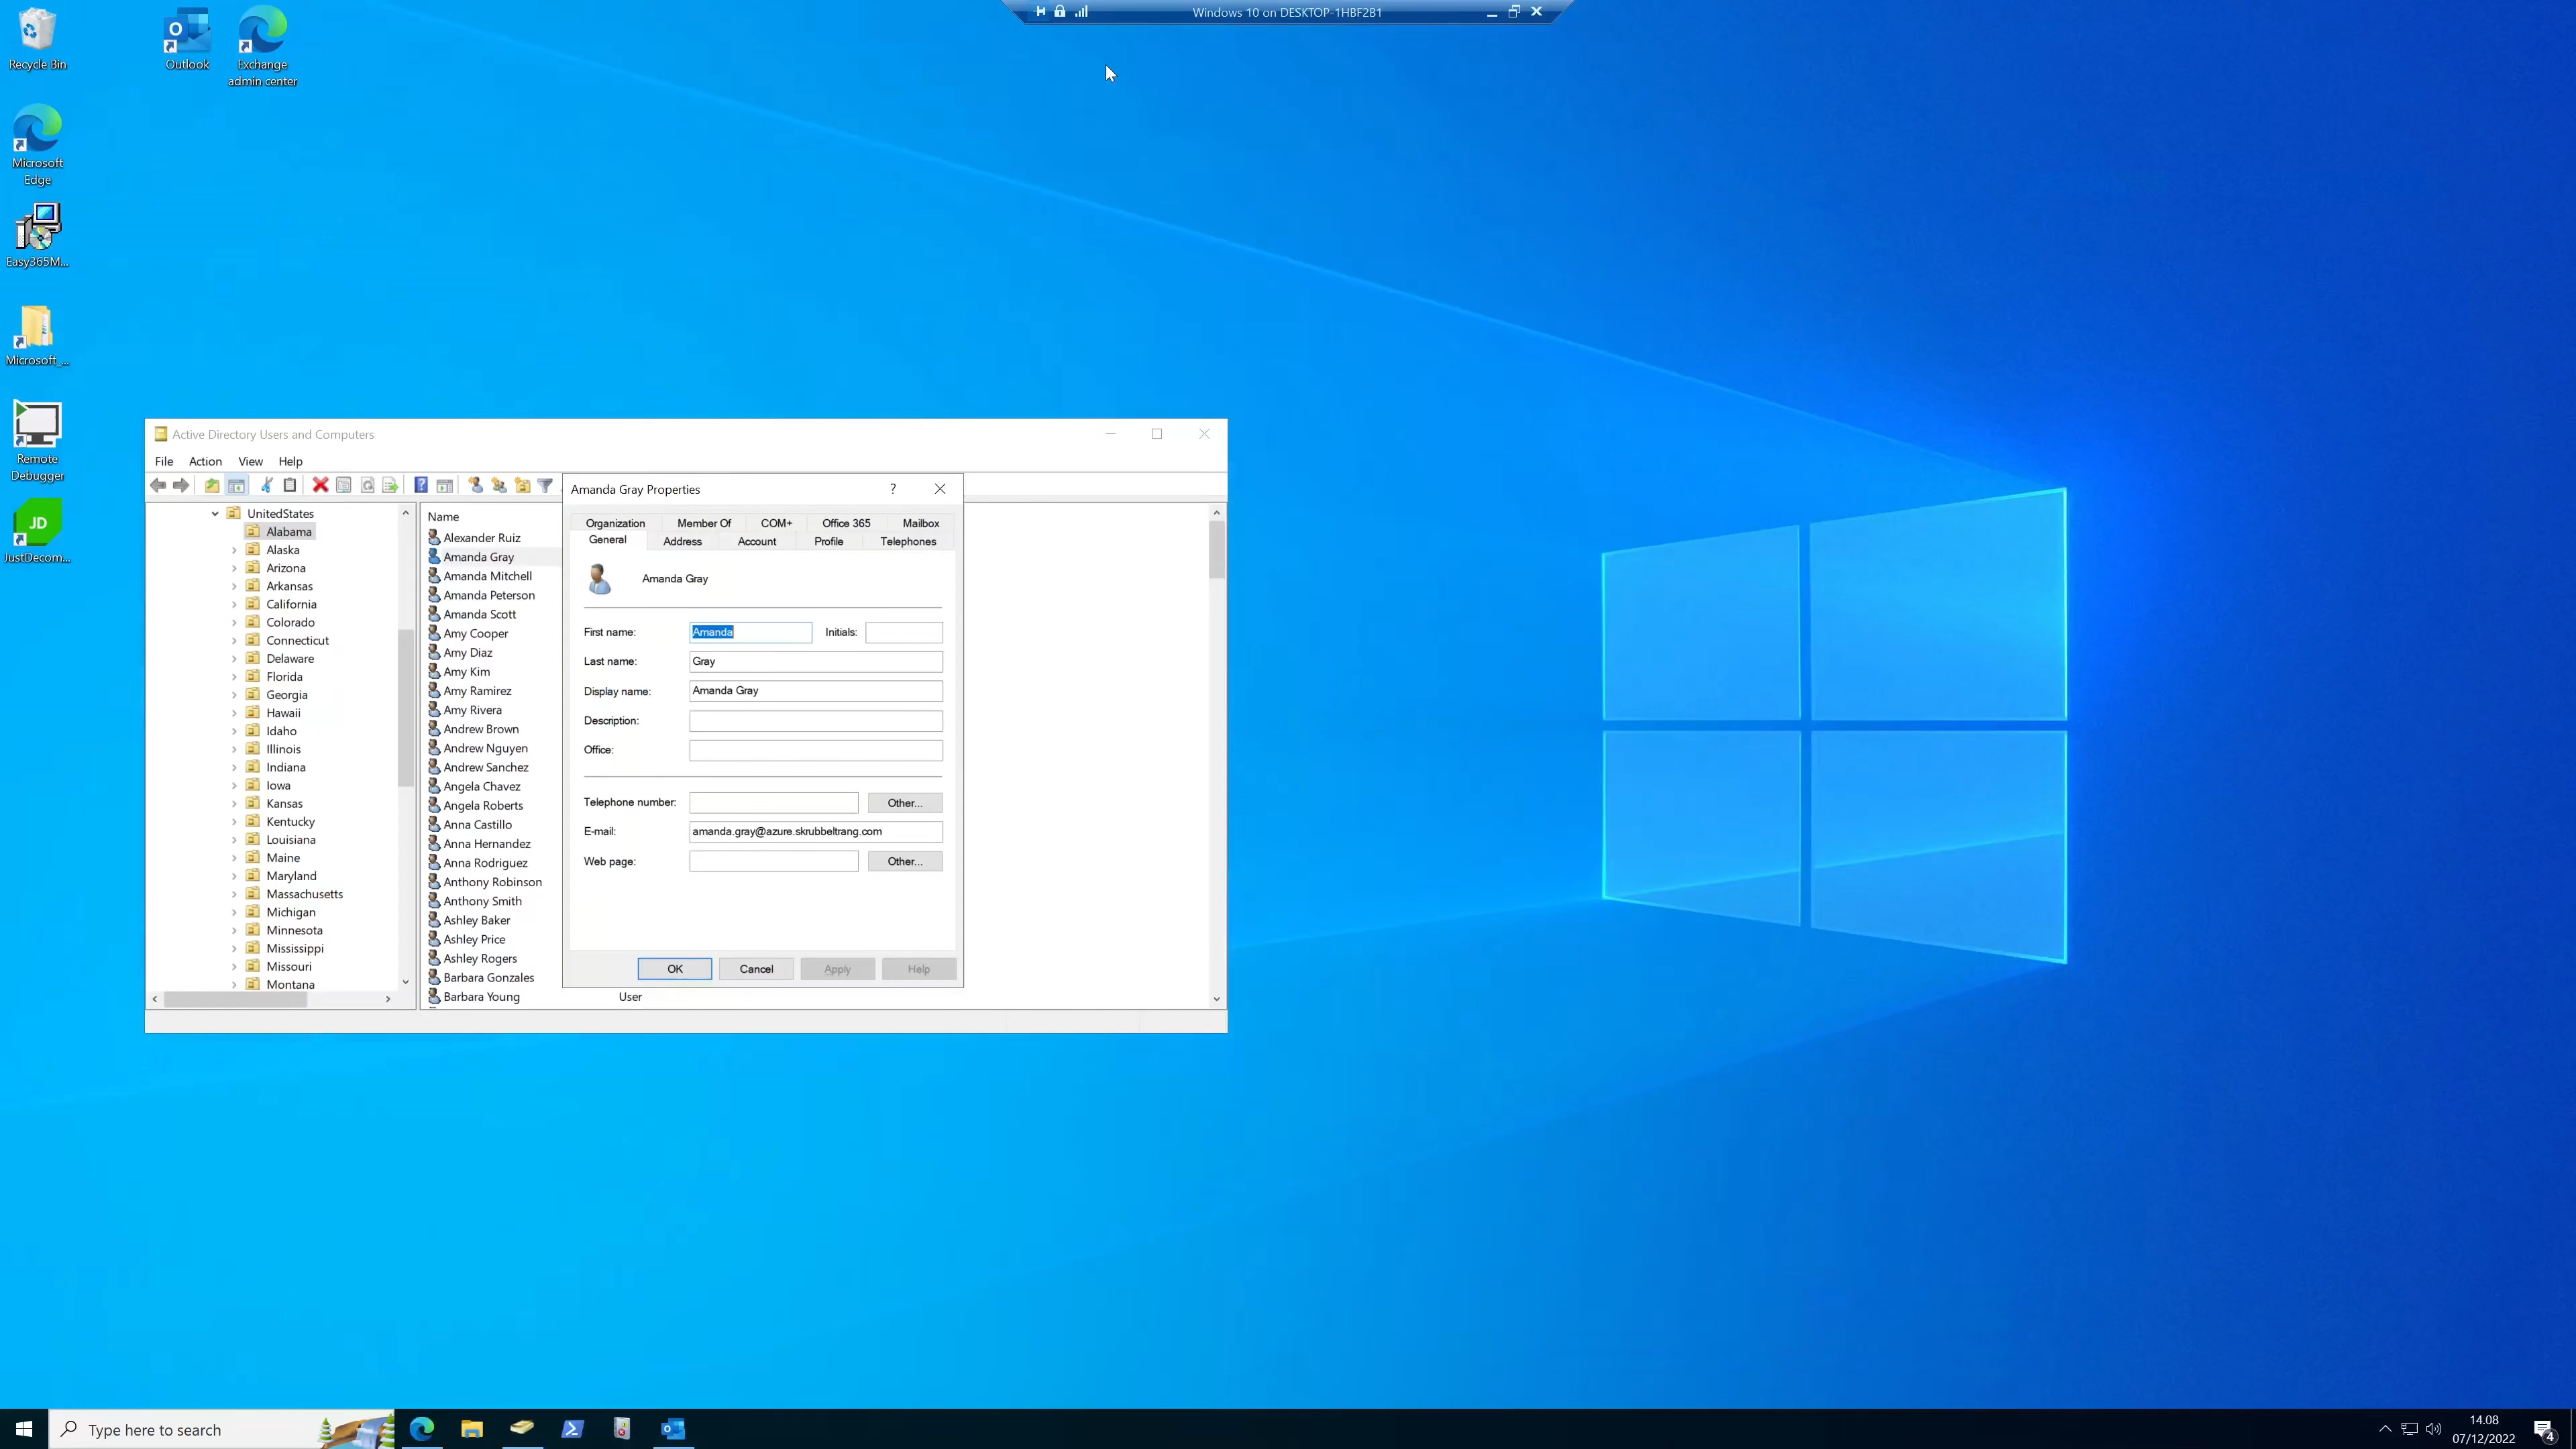 Windows 10 on DESKTOP-1HBF2B1
Recycle Bin
Outlook
Exchange
admin center
Microsoft
Edge
Easy365M...
Microsoft_...
Remote
Debugger
JD
JustDecom...
Active Directory Users and Computers
File Action View Help
UnitedStates
Alabama
Alaska
Arizona
Arkansas
California
Colorado
Connecticut
Delaware
Florida
Georgia
Hawaii
Idaho
Illinois
Indiana
Iowa
Kansas
Kentucky
Louisiana
Maine
Maryland
Massachusetts
Michigan
Minnesota
Mississippi
Missouri
Montana
Name
Alexander Ruiz
Amanda Gray
Amanda Mitchell
Amanda Peterson
Amanda Scott
Amy Cooper
Amy Diaz
Amy Kim
Amy Ramirez
Amy Rivera
Andrew Brown
Andrew Nguyen
Andrew Sanchez
Angela Chavez
Angela Roberts
Anna Castillo
Anna Hernandez
Anna Rodriguez
Anthony Robinson
Anthony Smith
Ashley Baker
Ashley Price
Ashley Rogers
Barbara Gonzales
Barbara Young User
Amanda Gray Properties ?
Organization Member Of COM+ Office 365 Mailbox
General Address Account Profile Telephones
Amanda Gray
First name: Amanda Initials:
Last name: Gray
Display name: Amanda Gray
Description:
Office:
Telephone number: Other...
E-mail: amanda.gray@azure.skrubbeltrang.com
Web page: Other...
OK Cancel Apply Help
Type here to search
14.08
07/12/2022
4